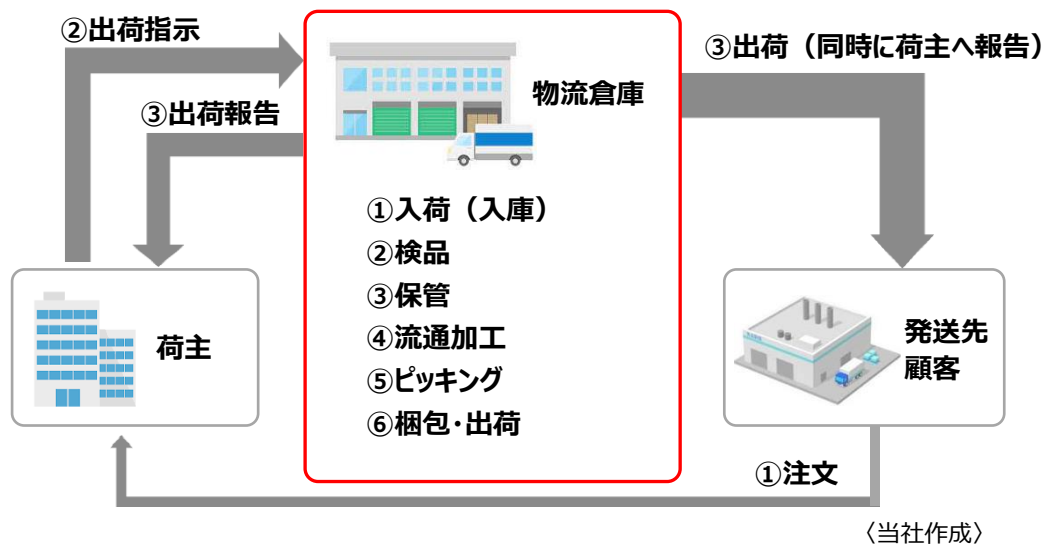 ②出荷指示
③出荷（同時に荷主へ報告）
物流倉庫
③出荷報告
①入荷（入庫）
②検品
③保管
④流通加工
⑤ピッキング
⑥梱包・出荷
荷主
発送先
顧客
①注文
〈当社作成〉